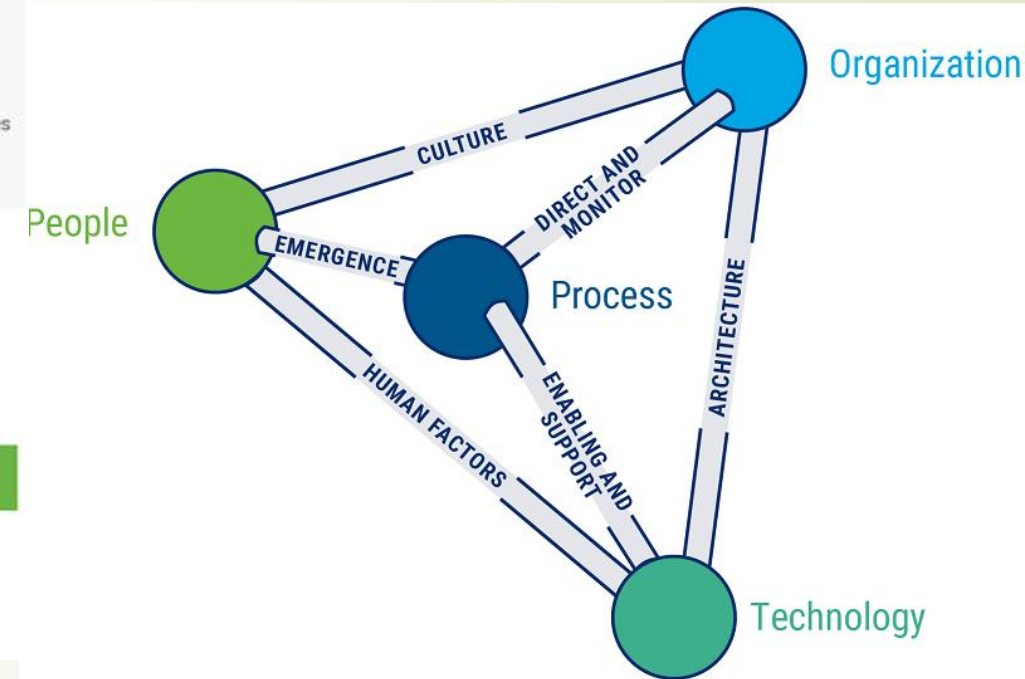 Organization
CULTURE
DIRECT AND
MONITOR
People
EMERGENCE
Process
ARCHITECTURE
HUMAN FACTORS
ENABLING AND
SUPPORT
Technology